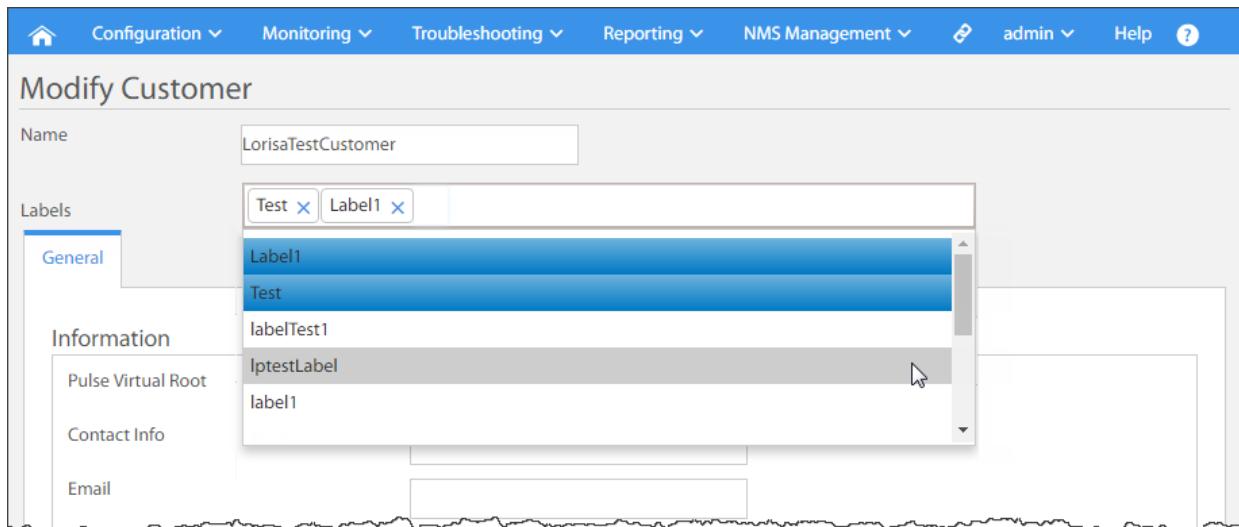 Configuration Monitoring Troubleshooting Reporting NMS Management admin Help ?
Modify Customer
Name
LorisaTestCustomer
Labels
Test Label1
General
Label1
Test
labelTest1
lptestLabel
label1
Information
Pulse Virtual Root
Contact Info
Email